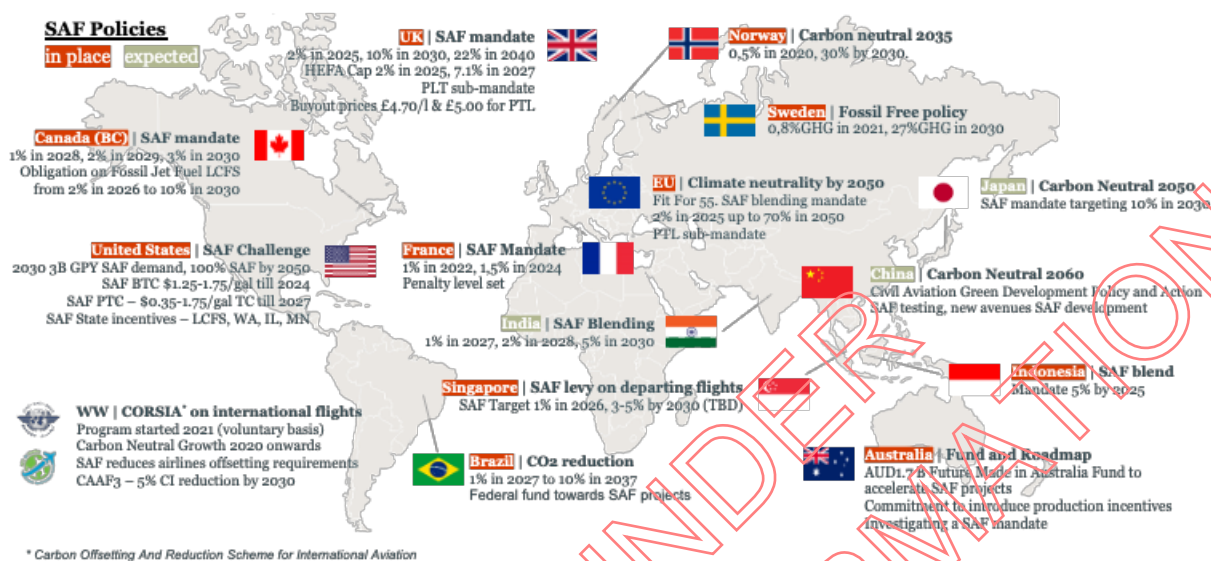 SAF Policies
in place expected
UK | SAF mandate
2% in 2025, 10% in 2030, 22% in 2040
HEFA Cap 2% in 2025, 7.1% in 2027
PLT sub-mandate
Buyout prices £4.70/l & £5.00 for PTL
Norway | Carbon neutral 2035
0,5% in 2020, 30% by 2030.
Sweden | Fossil Free policy
0,8%GHG in 2021, 27%GHG in 2030
Canada (BC) | SAF mandate
1% in 2028, 2% in 2029, 3% in 2030
Obligation on Fossil Jet Fuel LCFS
from 2% in 2026 to 10% in 2030
EU | Climate neutrality by 2050
Fit For 55. SAF blending mandate
2% in 2025 up to 70% in 2050
PTL sub-mandate
Japan | Carbon Neutral 2050
SAF mandate targeting 10% in 2030
United States | SAF Challenge
2030 3B GPY SAF demand, 100% SAF by 2050
SAF BTC $1.25-1.75/gal till 2024
SAF PTC – $0.35-1.75/gal TC till 2027
SAF State incentives – LCFS, WA, IL, MN
France | SAF Mandate
1% in 2022, 1,5% in 2024
Penalty level set
China | Carbon Neutral 2060
Civil Aviation Green Development Policy and Action
SAF testing, new avenues SAF development
India | SAF Blending
1% in 2027, 2% in 2028, 5% in 2030
Singapore | SAF levy on departing flights
SAF Target 1% in 2026, 3-5% by 2030 (TBD)
Indonesia | SAF blend
Mandate 5% by 2025
WW | CORSIA* on international flights
Program started 2021 (voluntary basis)
Carbon Neutral Growth 2020 onwards
SAF reduces airlines offsetting requirements
CAAF3 – 5% CI reduction by 2030
Brazil | CO2 reduction
1% in 2027 to 10% in 2037
Federal fund towards SAF projects
Australia | Fund and Roadmap
AUD1.7 B Future Made in Australia Fund to
accelerate SAF projects
Commitment to introduce production incentives
Investigating a SAF mandate
* Carbon Offsetting And Reduction Scheme for International Aviation